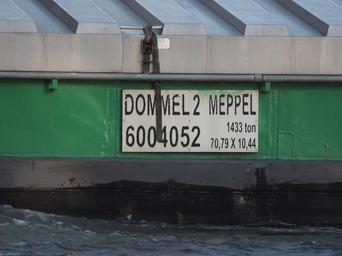 DOMMEL 2 MEPPEL
6004052
1433 ton
70,79 X 10,44